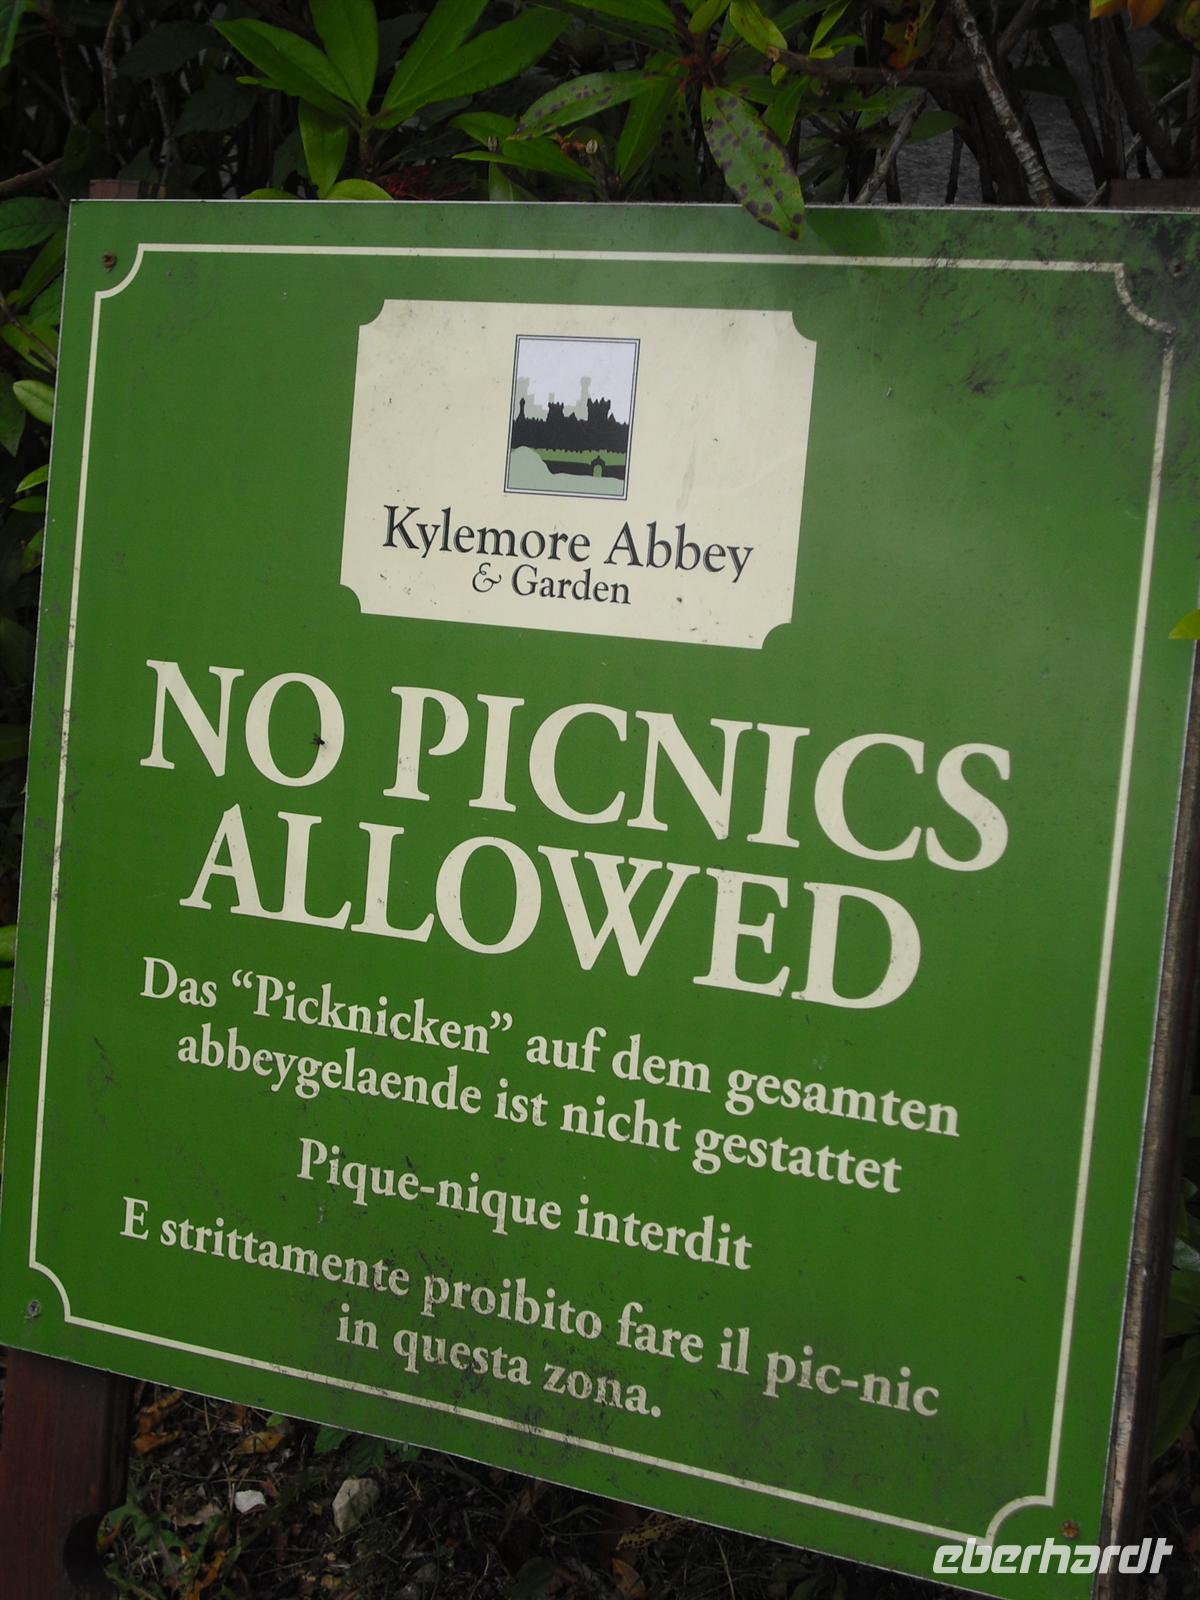 Kylemore Abbey
& Garden
NO PICNICS
ALLOWED
Das “Picknicken” auf dem gesamten
abbeygelaende ist nicht gestattet
Pique-nique interdit
E strittamente proibito fare il pic-nic
in questa zona.
eberhardt